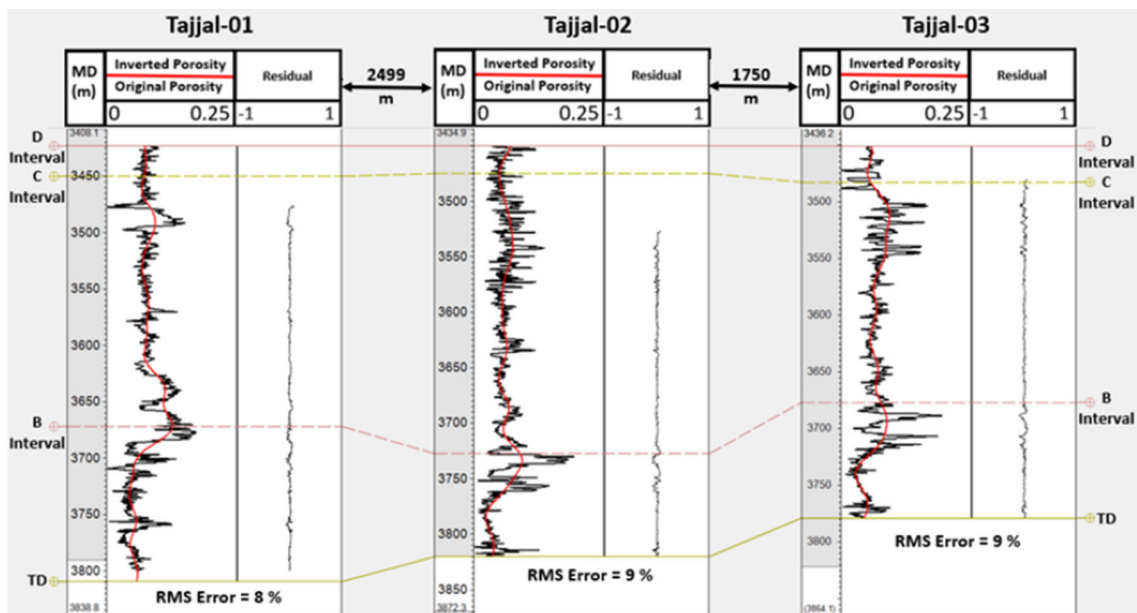 Tajjal-01 Tajjal-02 Tajjal-03
MD (m) Inverted Porosity Original Porosity Residual
0 0.25 -1 1
2499 m
MD (m) Inverted Porosity Original Porosity Residual
0 0.25 -1 1
1750 m
MD (m) Inverted Porosity Original Porosity Residual
0 0.25 -1 1
D Interval
C Interval
B Interval
TD
3408.1
3450
3500
3550
3600
3650
3700
3750
3800
3838.8
RMS Error = 8 %
3434.9
3500
3550
3600
3650
3700
3750
3800
3850
3872.3
RMS Error = 9 %
3436.2
3500
3550
3600
3650
3700
3750
3800
(3864.1)
RMS Error = 9 %
D Interval
C Interval
B Interval
TD